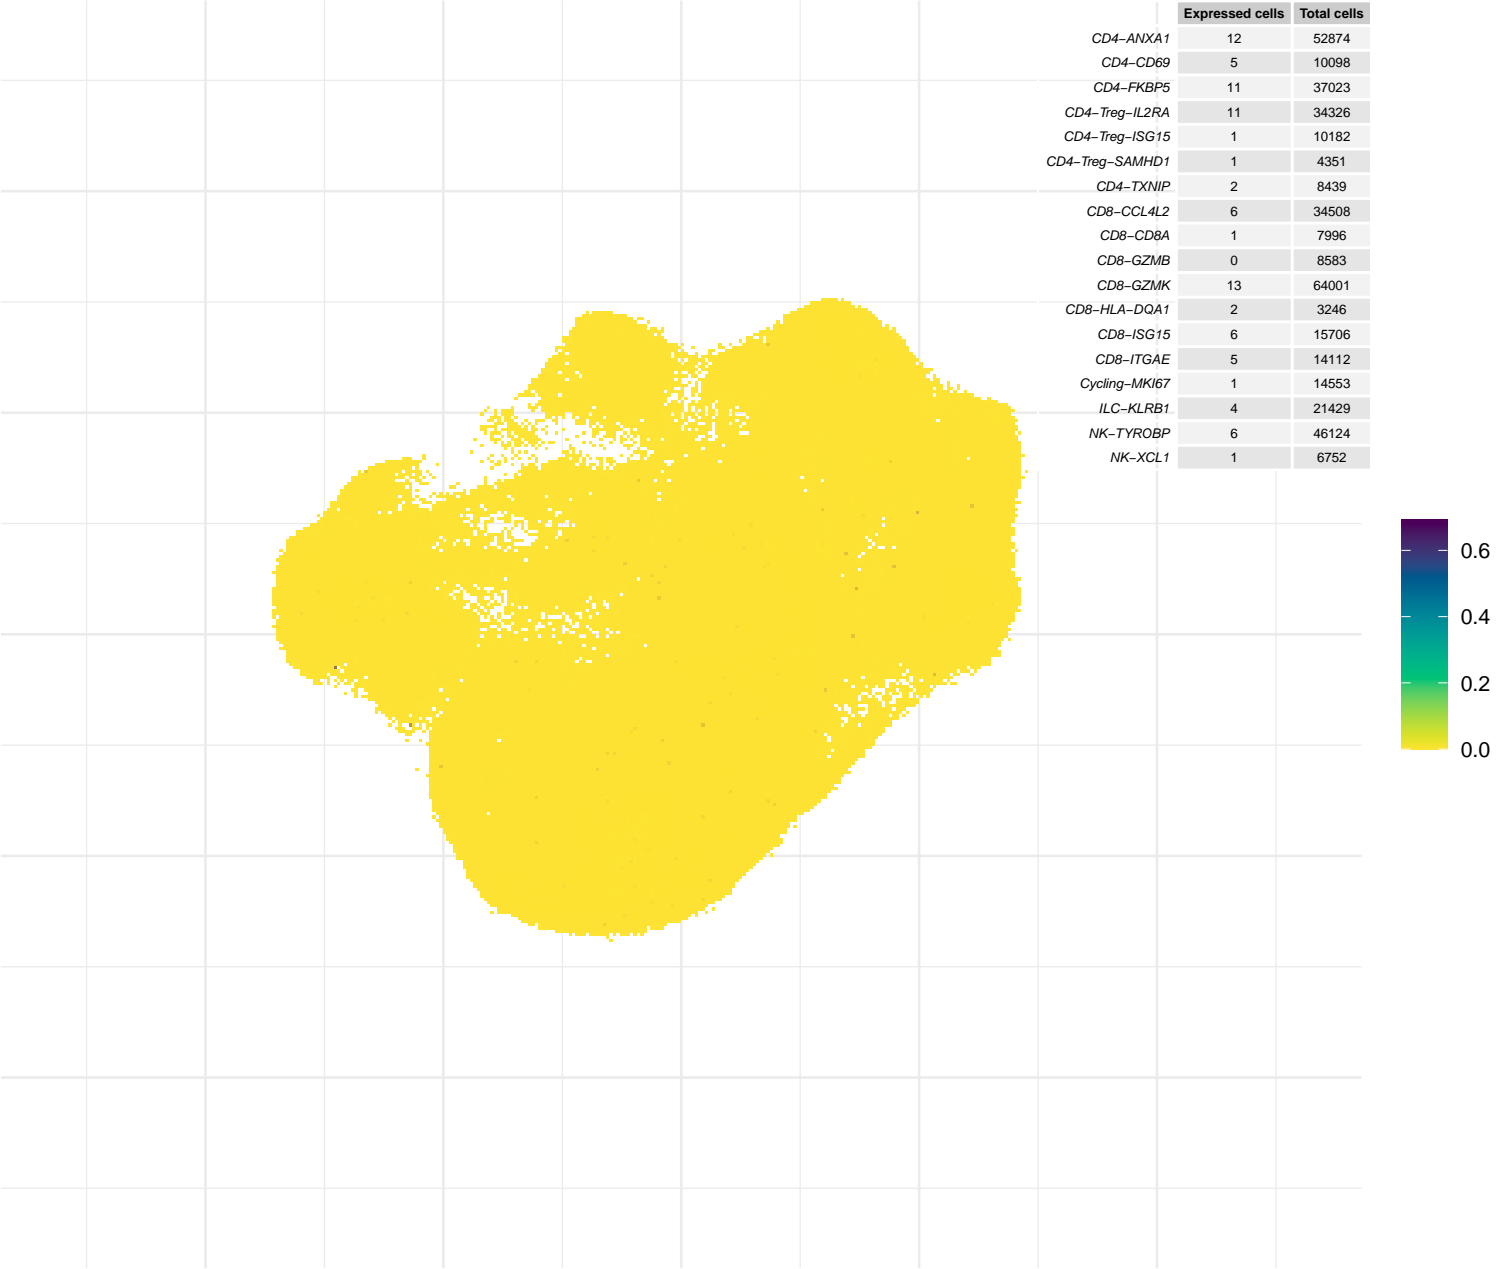 Expressed cells Total cells
CD4−ANXA1 12 52874
CD4−CD69 5 10098
CD4−FKBP5 11 37023
CD4−Treg−IL2RA 11 34326
CD4−Treg−ISG15 1 10182
CD4−Treg−SAMHD1 1 4351
CD4−TXNIP 2 8439
CD8−CCL4L2 6 34508
CD8−CD8A 1 7996
CD8−GZMB 0 8583
CD8−GZMK 13 64001
CD8−HLA−DQA1 2 3246
CD8−ISG15 6 15706
CD8−ITGAE 5 14112
Cycling−MKI67 1 14553
ILC−KLRB1 4 21429
NK−TYROBP 6 46124
NK−XCL1 1 6752
0.6
0.4
0.2
0.0